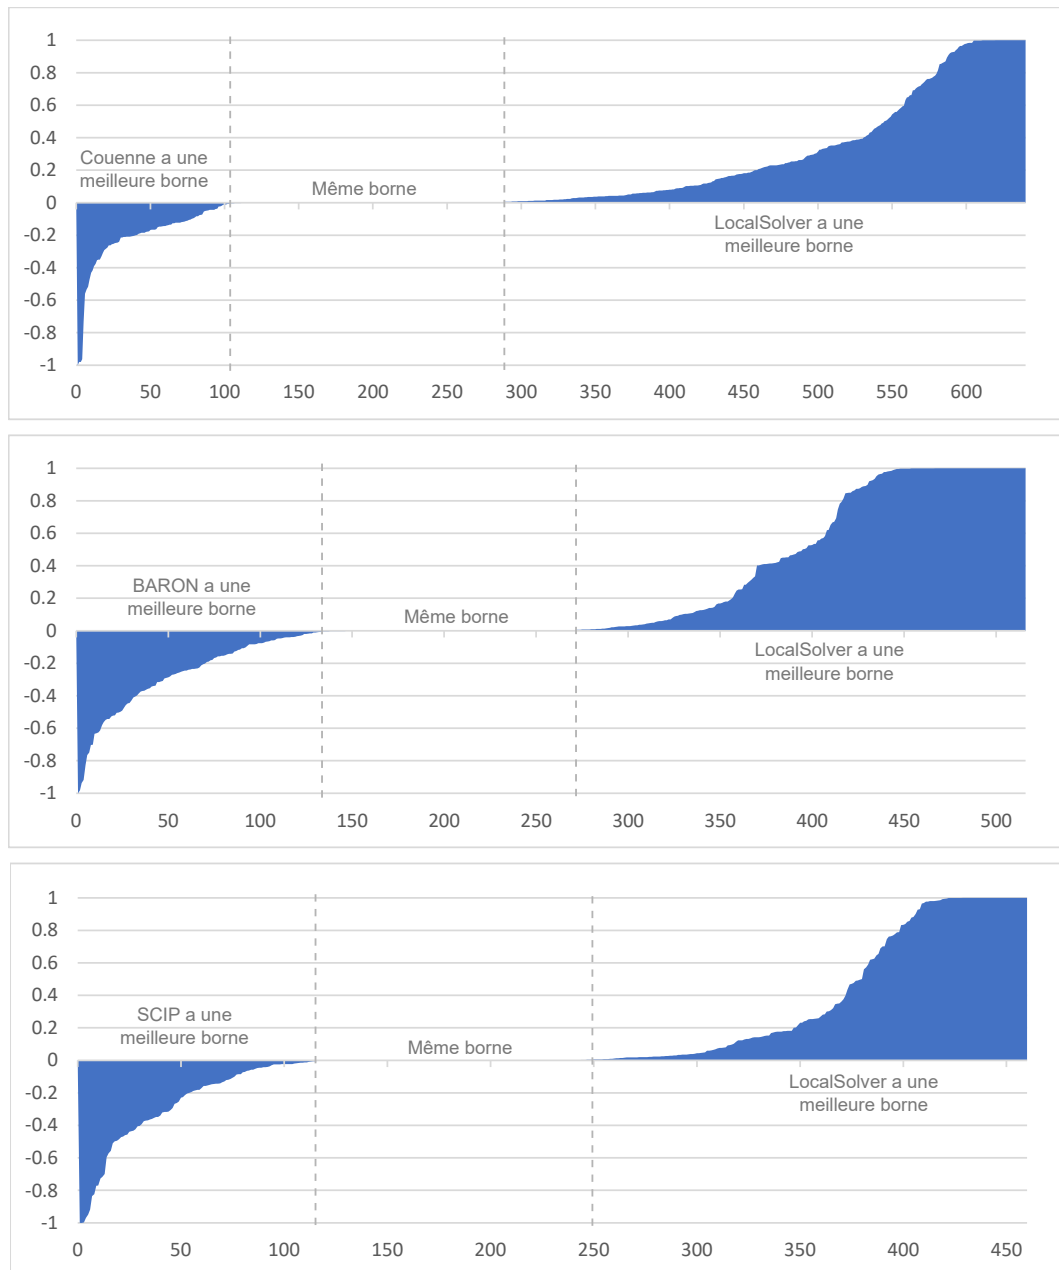 1
0.8
0.6
0.4
0.2
0
-0.2
-0.4
-0.6
-0.8
-1
Couenne a une
meilleure borne
Même borne
LocalSolver a une
meilleure borne
0 50 100 150 200 250 300 350 400 450 500 550 600
1
0.8
0.6
0.4
0.2
0
-0.2
-0.4
-0.6
-0.8
-1
BARON a une
meilleure borne
Même borne
LocalSolver a une
meilleure borne
0 50 100 150 200 250 300 350 400 450 500
1
0.8
0.6
0.4
0.2
0
-0.2
-0.4
-0.6
-0.8
-1
SCIP a une
meilleure borne
Même borne
LocalSolver a une
meilleure borne
0 50 100 150 200 250 300 350 400 450